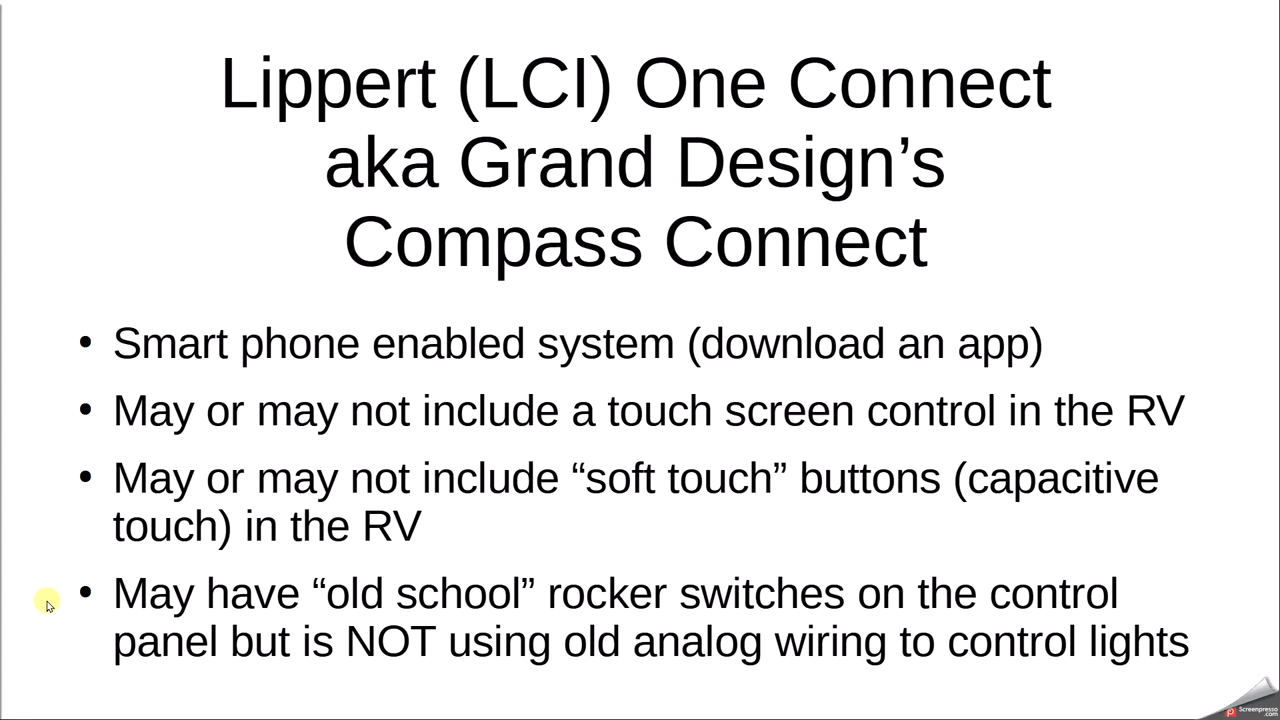 Lippert (LCI) One Connect
aka Grand Design’s
Compass Connect
• Smart phone enabled system (download an app)
• May or may not include a touch screen control in the RV
• May or may not include “soft touch” buttons (capacitive
touch) in the RV
• May have “old school” rocker switches on the control
panel but is NOT using old analog wiring to control lights
Screenpresso
.com